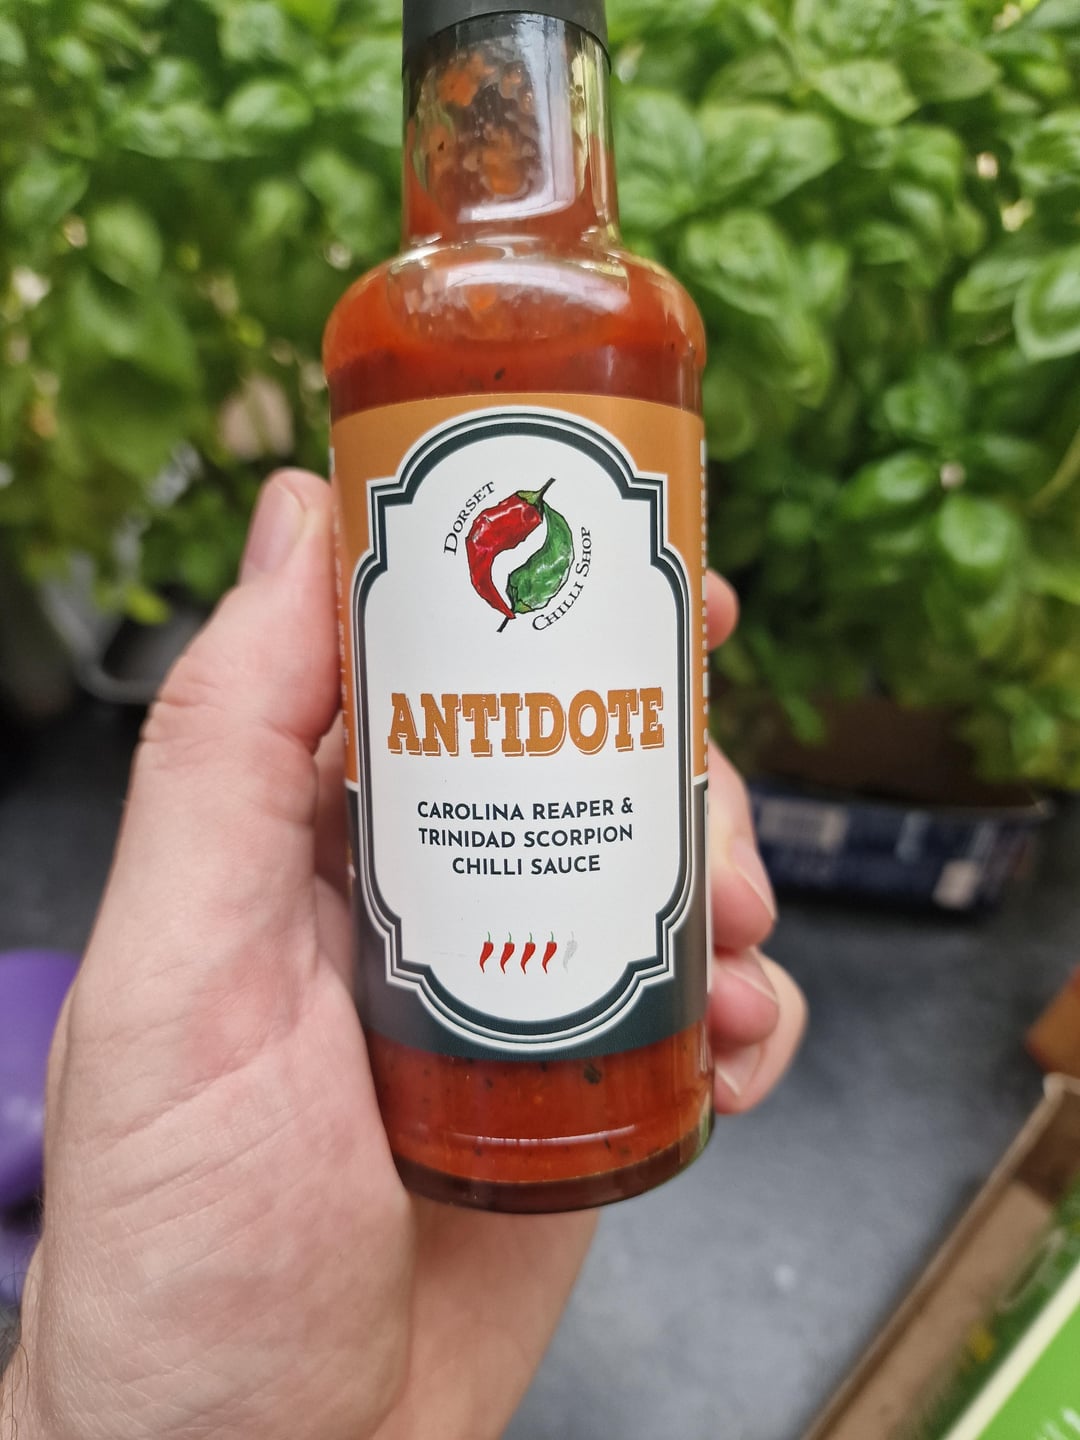 DORSET
CHILLI SHOP
ANTIDOTE
CAROLINA REAPER &
TRINIDAD SCORPION
CHILLI SAUCE